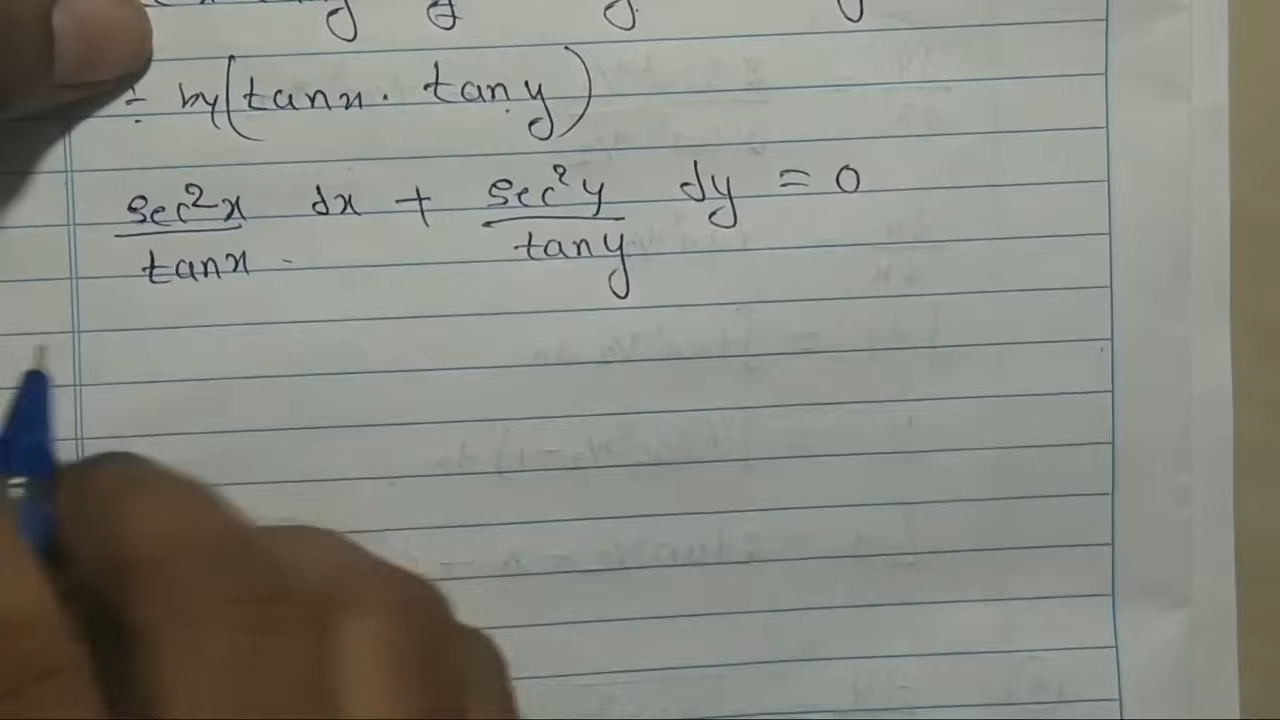 ÷ by (tanx . tany)
sec²x/tanx dx + sec²y/tany dy = 0